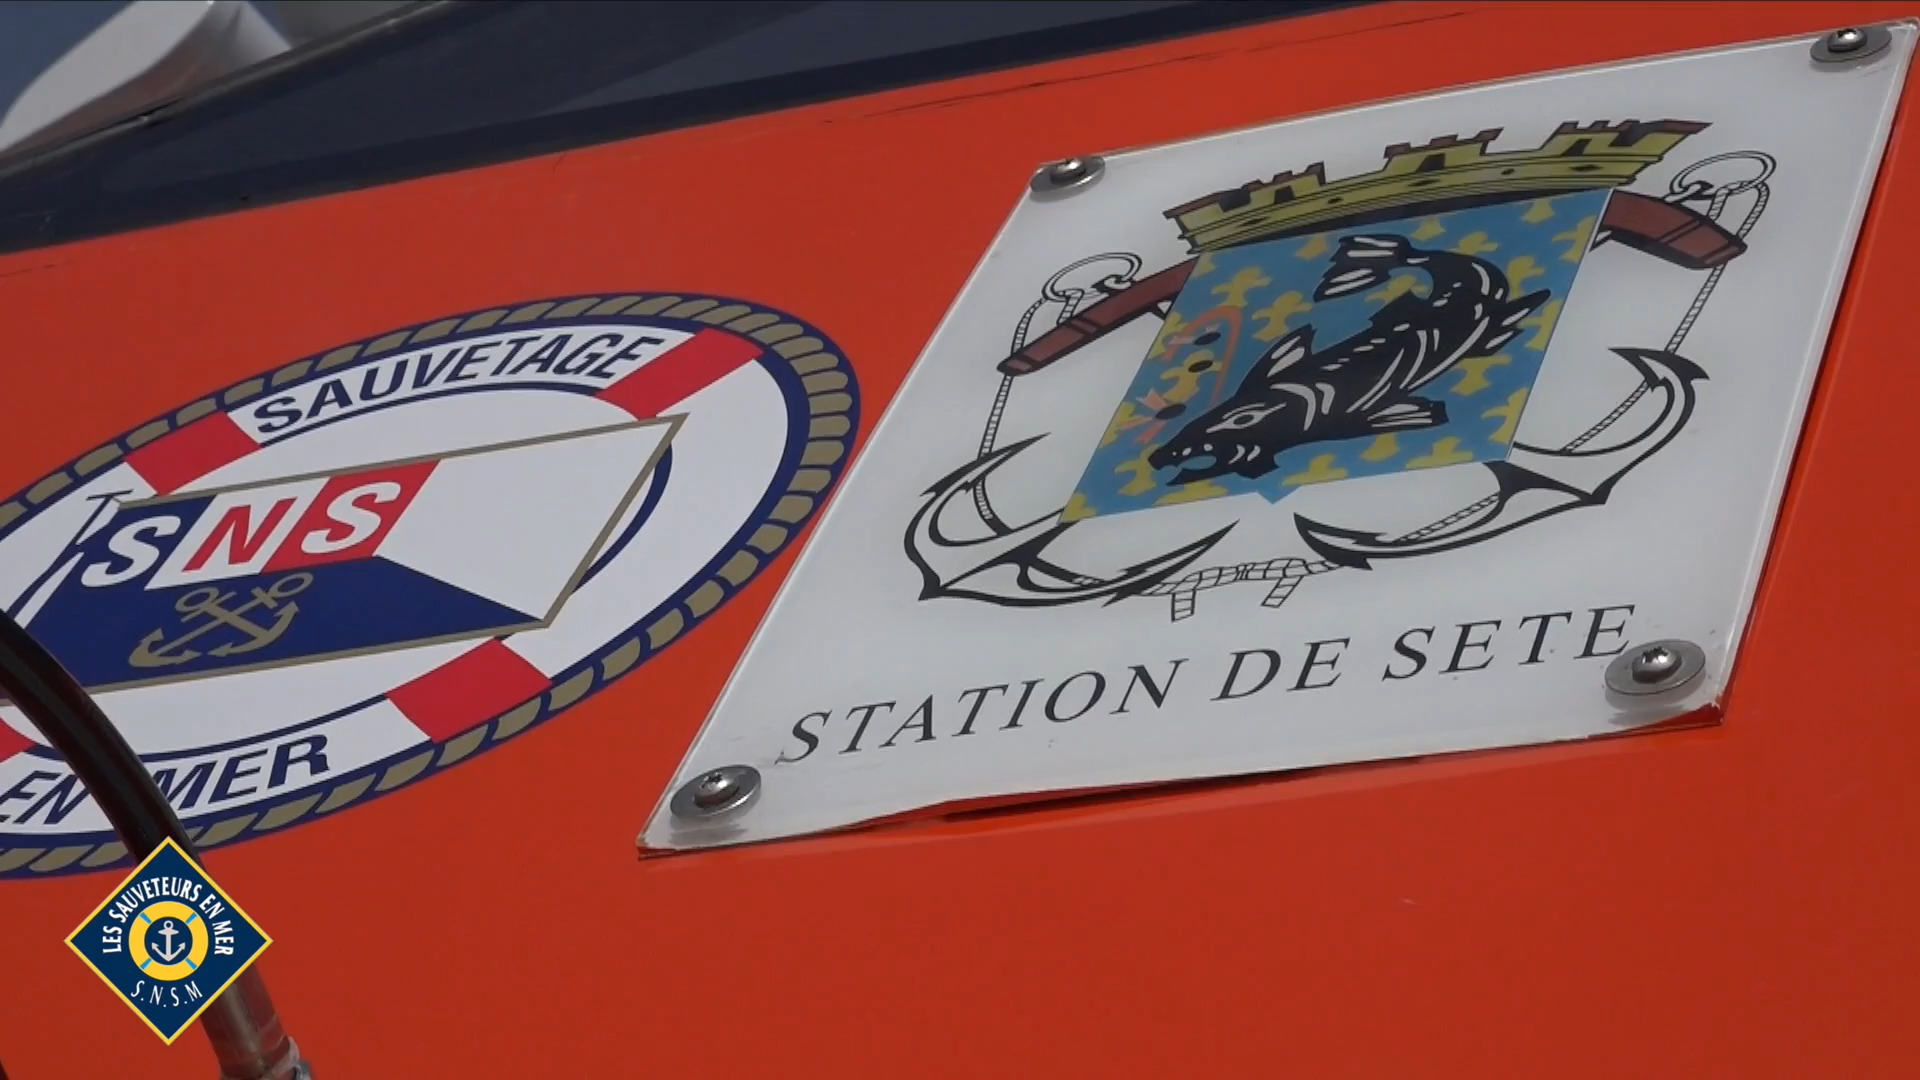 SAUVETAGE
SNS
EN MER
STATION DE SETE
LES SAUVETEURS EN MER
S.N.S.M